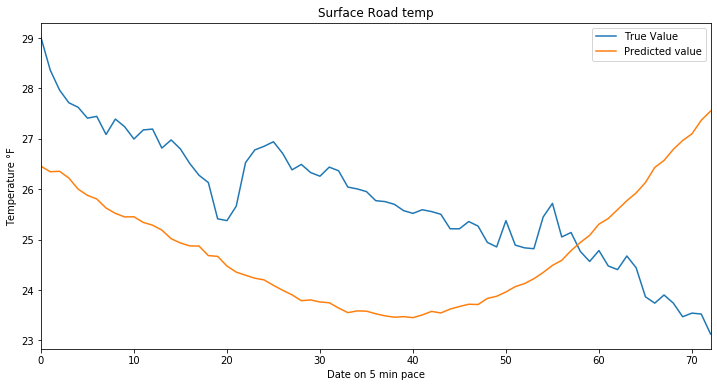 Surface Road temp
True Value
Predicted value
Temperature °F
29
28
27
26
25
24
23
0 10 20 30 40 50 60 70
Date on 5 min pace